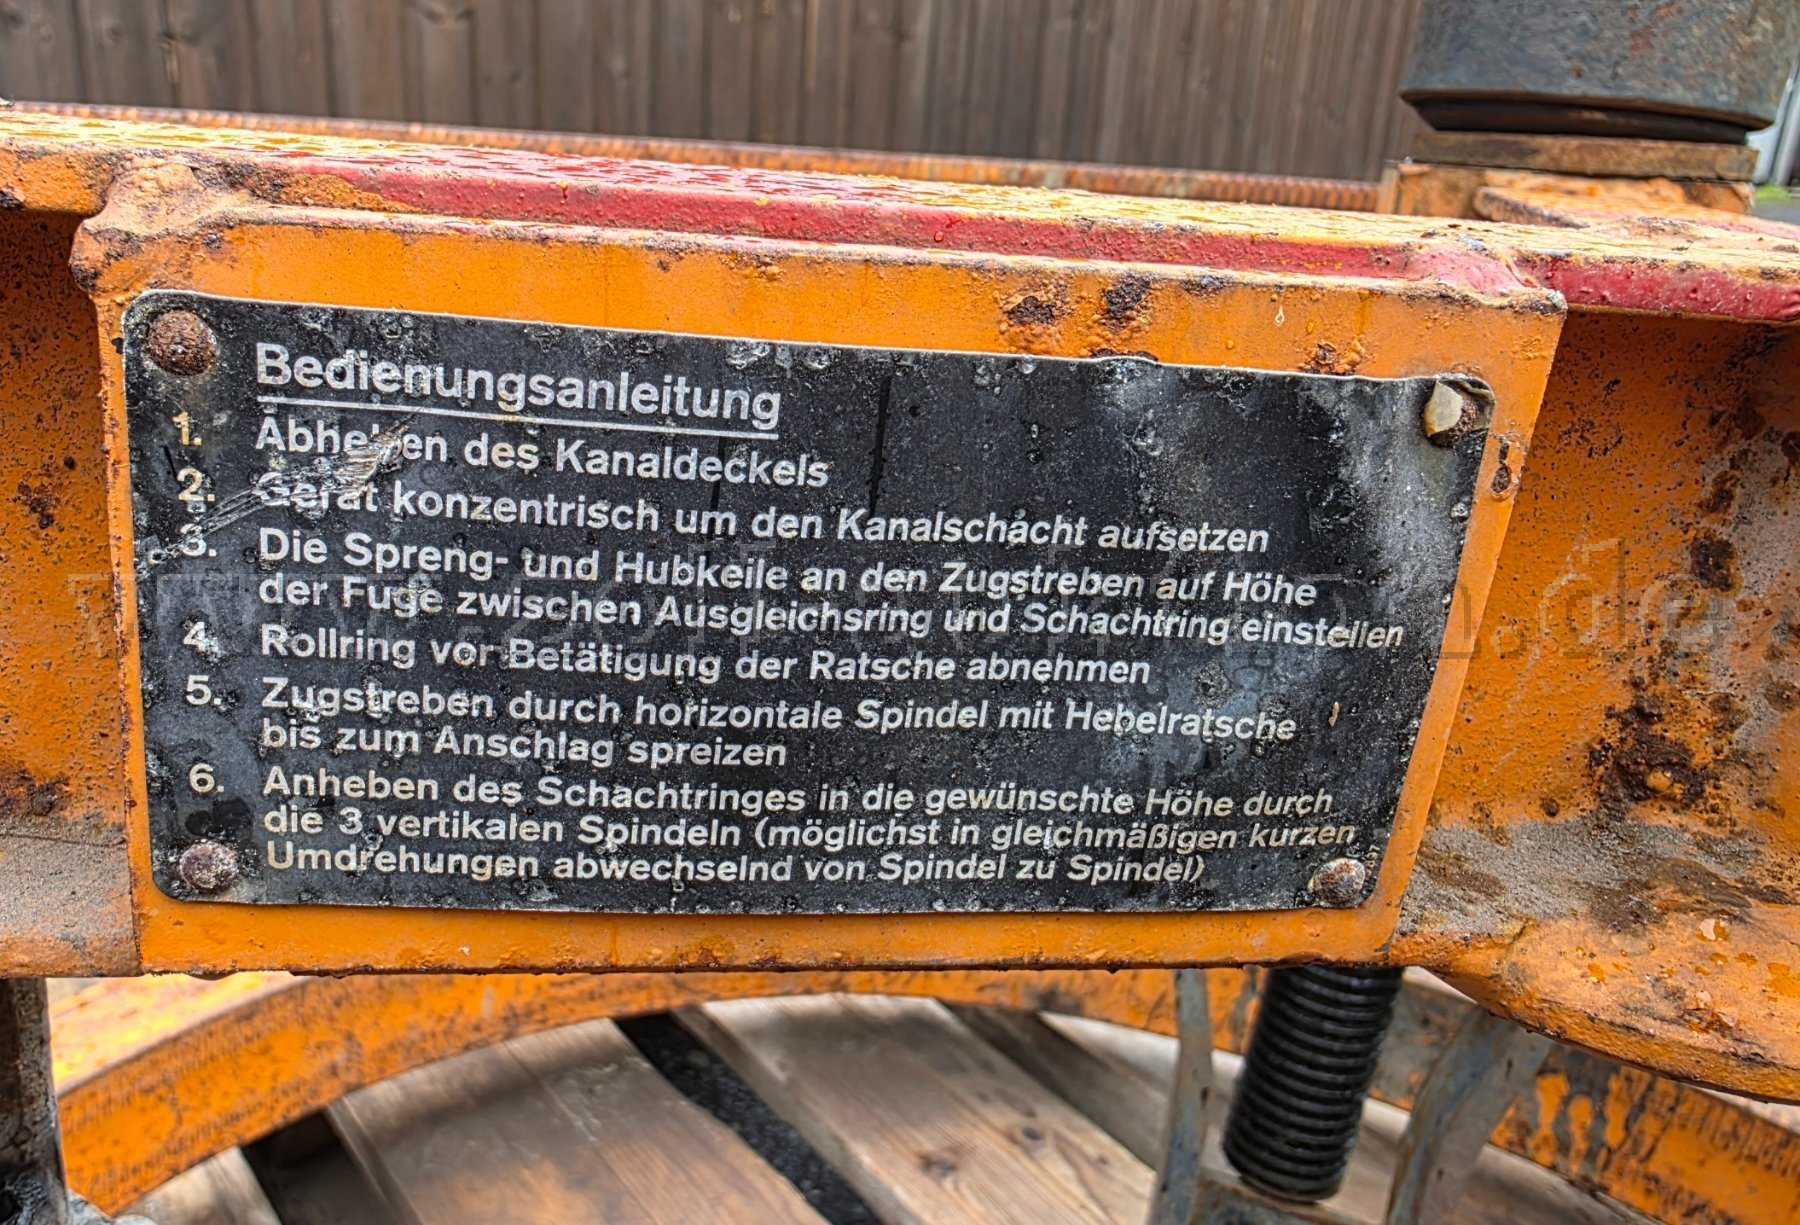 Bedienungsanleitung
1. Abheben des Kanaldeckels
2. Gerät konzentrisch um den Kanalschacht aufsetzen
3. Die Spreng- und Hubkeile an den Zugstreben auf Höhe
der Fuge zwischen Ausgleichsring und Schachtring einstellen
4. Rollring vor Betätigung der Ratsche abnehmen
5. Zugstreben durch horizontale Spindel mit Hebelratsche
bis zum Anschlag spreizen
6. Anheben des Schachtringes in die gewünschte Höhe durch
die 3 vertikalen Spindeln (möglichst in gleichmäßigen kurzen
Umdrehungen abwechselnd von Spindel zu Spindel)